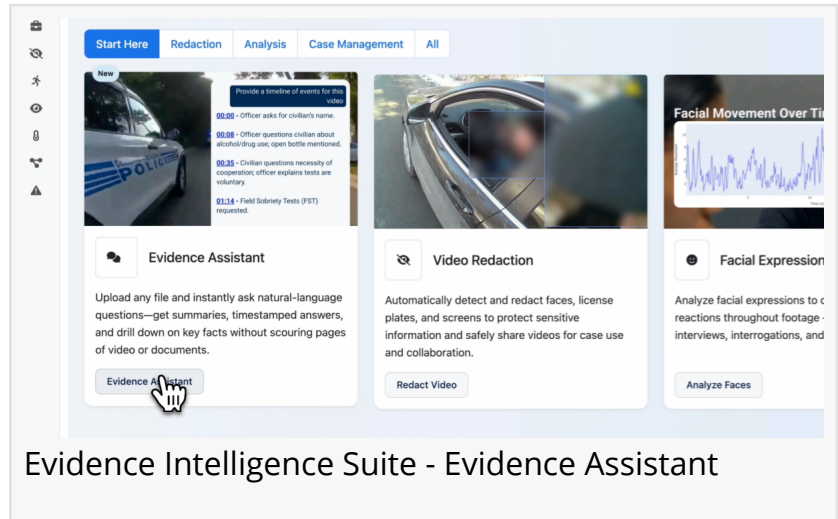 Start Here Redaction Analysis Case Management All
New
Provide a timeline of events for this
video
00:00 - Officer asks for civilian's name.
00:08 - Officer questions civilian about
alcohol/drug use; open bottle mentioned.
00:35 - Civilian questions necessity of
cooperation; officer explains tests are
voluntary.
01:14 - Field Sobriety Tests (FST)
requested.
POLICE
Evidence Assistant
Upload any file and instantly ask natural-language
questions—get summaries, timestamped answers,
and drill down on key facts without scouring pages
of video or documents.
Evidence Assistant
Video Redaction
Automatically detect and redact faces, license
plates, and screens to protect sensitive
information and safely share videos for case use
and collaboration.
Redact Video
Facial Movement Over Ti
Facial Expression
Analyze facial expressions to
reactions throughout footage
interviews, interrogations, and
Analyze Faces
Evidence Intelligence Suite - Evidence Assistant